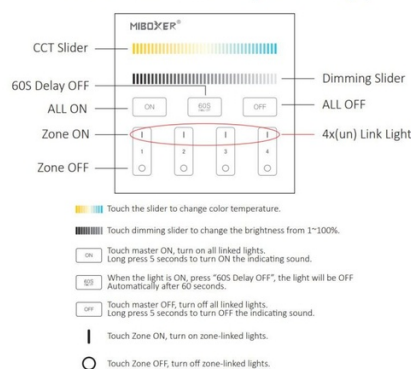 MIBOXER®
CCT Slider
Dimming Slider
60S Delay OFF
ALL ON
ON
60S
OFF
ALL OFF
Zone ON
4x(un) Link Light
1 2 3 4
Zone OFF
Touch the slider to change color temperature.
Touch dimming slider to change the brightness from 1~100%.
ON
Touch master ON, turn on all linked lights.
Long press 5 seconds to turn ON the indicating sound.
60S
When the light is ON, press "60S Delay OFF", the light will be OFF
Automatically after 60 seconds.
OFF
Touch master OFF, turn off all linked lights.
Long press 5 seconds to turn OFF the indicating sound.
Touch Zone ON, turn on zone-linked lights.
Touch Zone OFF, turn off zone-linked lights.